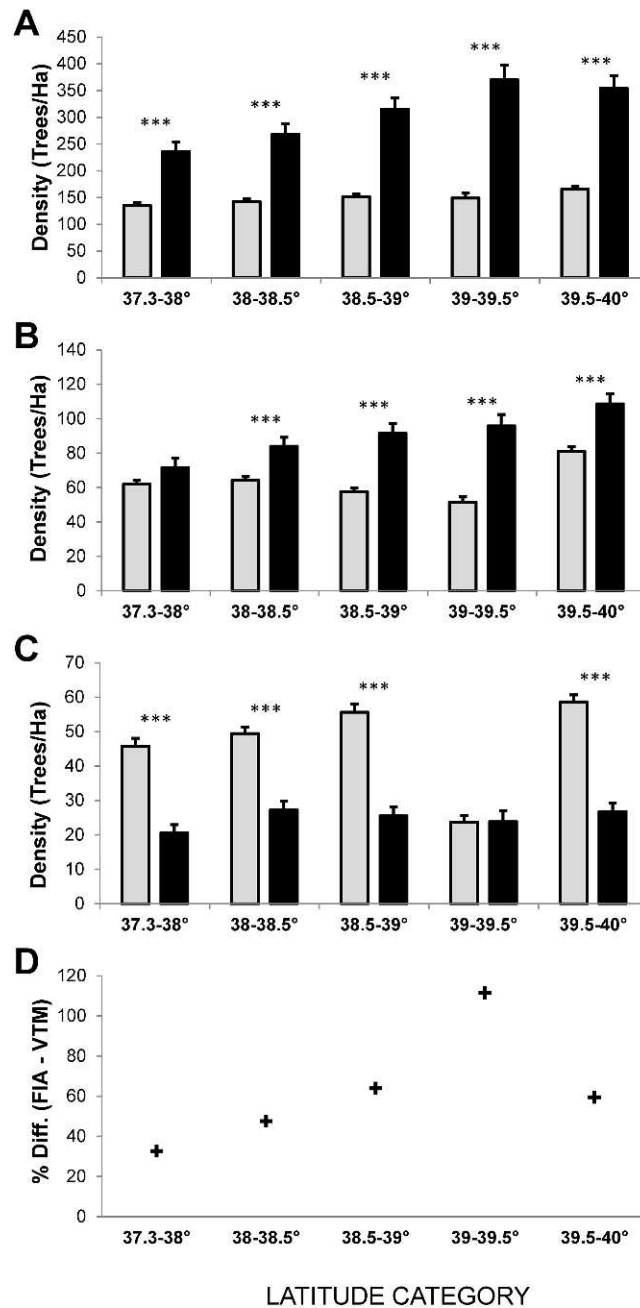 A
Density (Trees/Ha)
450
400
350
300
250
200
150
100
50
0
*** *** *** *** ***
37.3-38° 38-38.5° 38.5-39° 39-39.5° 39.5-40°
B
Density (Trees/Ha)
140
120
100
80
60
40
20
0
*** *** *** ***
37.3-38° 38-38.5° 38.5-39° 39-39.5° 39.5-40°
C
Density (Trees/Ha)
70
60
50
40
30
20
10
0
*** *** *** ***
37.3-38° 38-38.5° 38.5-39° 39-39.5° 39.5-40°
D
% Diff. (FIA - VTM)
120
100
80
60
40
20
0
37.3-38° 38-38.5° 38.5-39° 39-39.5° 39.5-40°
LATITUDE CATEGORY